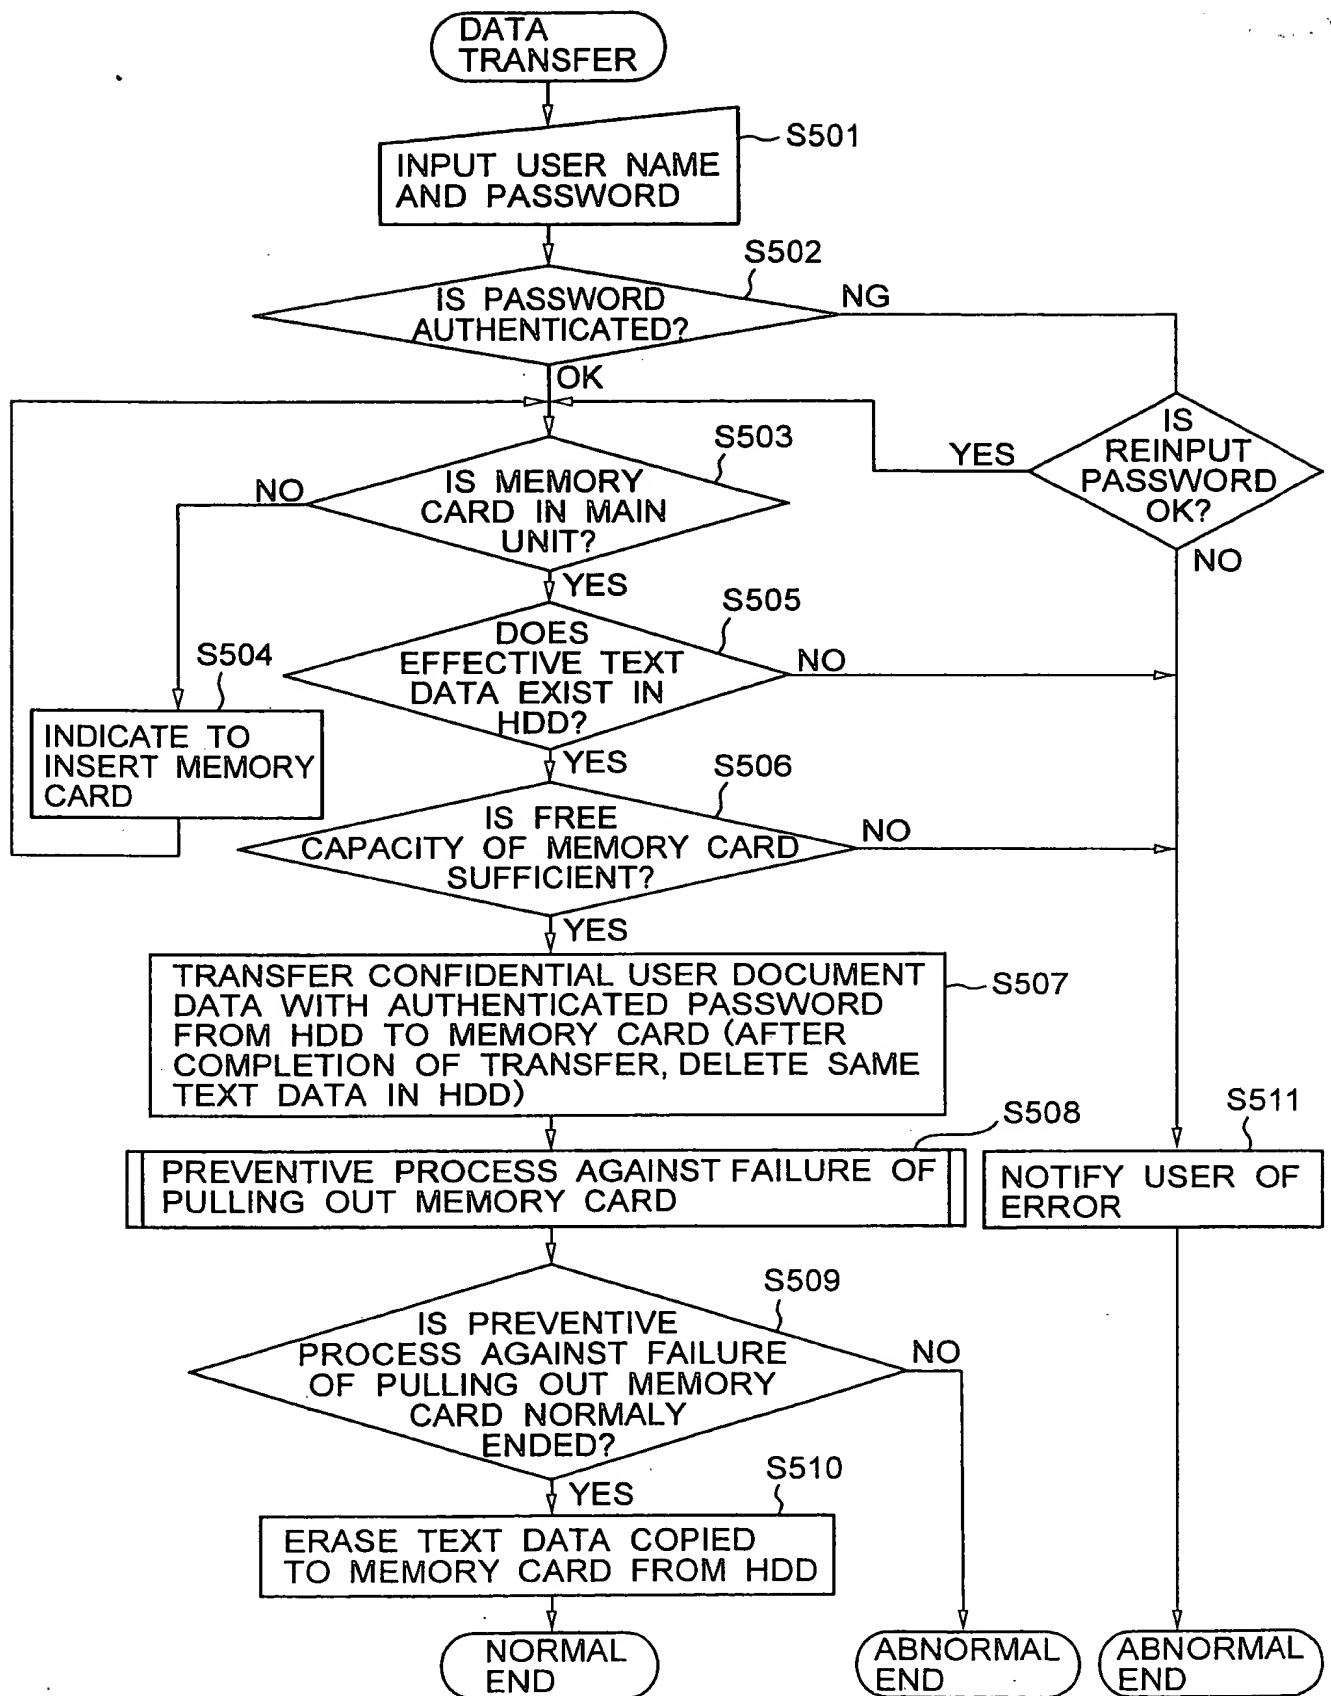 DATA
TRANSFER
S501
INPUT USER NAME
AND PASSWORD
S502
IS PASSWORD
AUTHENTICATED?
NG
OK
IS
REINPUT
PASSWORD
OK?
YES
NO
S503
IS MEMORY
CARD IN MAIN
UNIT?
NO
YES
S504
INDICATE TO
INSERT MEMORY
CARD
S505
DOES
EFFECTIVE TEXT
DATA EXIST IN
HDD?
NO
YES
S506
IS FREE
CAPACITY OF MEMORY CARD
SUFFICIENT?
NO
YES
TRANSFER CONFIDENTIAL USER DOCUMENT
DATA WITH AUTHENTICATED PASSWORD
FROM HDD TO MEMORY CARD (AFTER
COMPLETION OF TRANSFER, DELETE SAME
TEXT DATA IN HDD)
S507
S508
PREVENTIVE PROCESS AGAINST FAILURE OF
PULLING OUT MEMORY CARD
S511
NOTIFY USER OF
ERROR
S509
IS PREVENTIVE
PROCESS AGAINST FAILURE
OF PULLING OUT MEMORY
CARD NORMALY
ENDED?
NO
YES
S510
ERASE TEXT DATA COPIED
TO MEMORY CARD FROM HDD
NORMAL
END
ABNORMAL
END
ABNORMAL
END